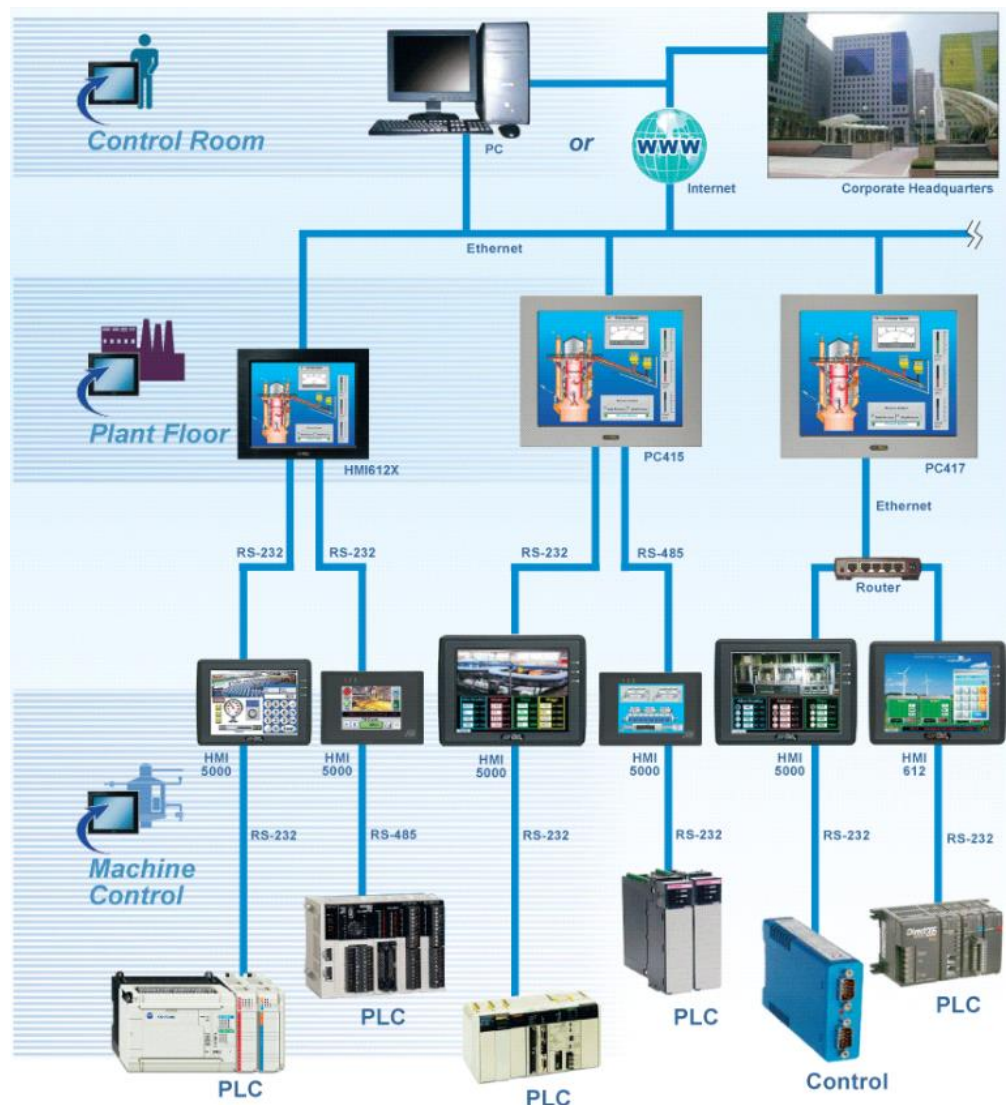 Control Room
PC
or
www
Internet
Corporate Headquarters
Ethernet
Plant Floor
HMI612X
PC415
PC417
Ethernet
RS-232
RS-232
RS-232
RS-485
Router
HMI
5000
HMI
5000
HMI
5000
HMI
5000
HMI
5000
HMI
612
Machine
Control
RS-232
RS-485
RS-232
RS-232
RS-232
RS-232
PLC
PLC
PLC
PLC
Control
PLC